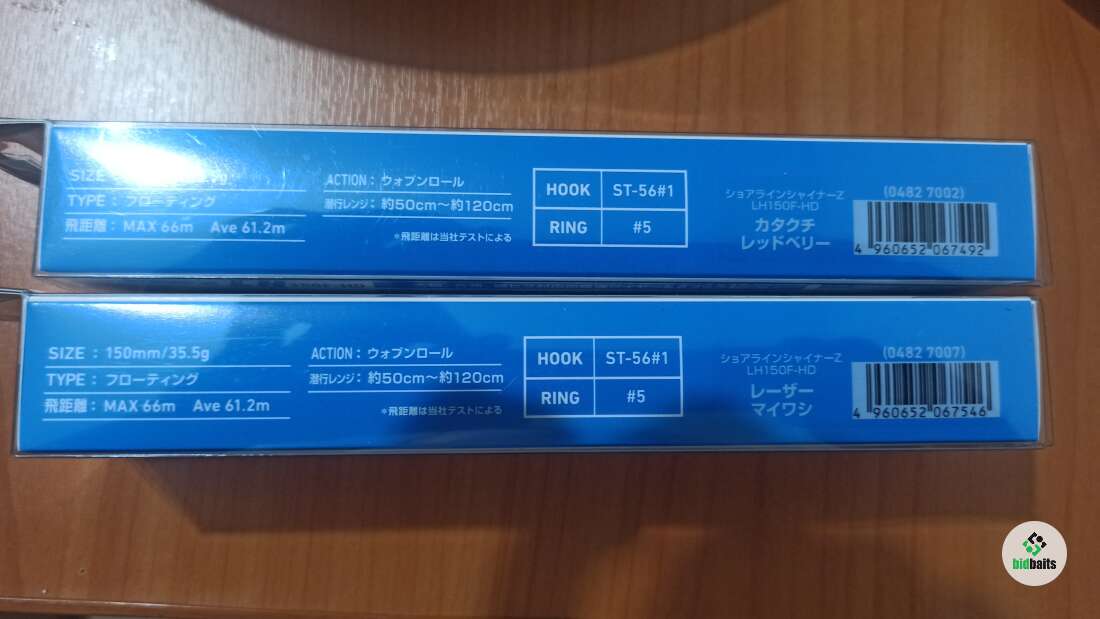 SIZE
TYPE : フローティング
飛距離 : MAX 66m Ave 61.2m
ACTION : ウォブンロール
潜行レンジ : 約50cm～約120cm
*飛距離は当社テストによる
HOOK ST-56#1
RING #5
ショアラインシャイナーZ
LH150F-HD
カタクチ
レッドベリー
(0482 7002)
4 960652 067492
SIZE : 150mm/35.5g
TYPE : フローティング
飛距離 : MAX 66m Ave 61.2m
ACTION : ウォブンロール
潜行レンジ : 約50cm～約120cm
*飛距離は当社テストによる
HOOK ST-56#1
RING #5
ショアラインシャイナーZ
LH150F-HD
レーザー
マイワシ
(0482 7007)
4 960652 067546
bidbaits